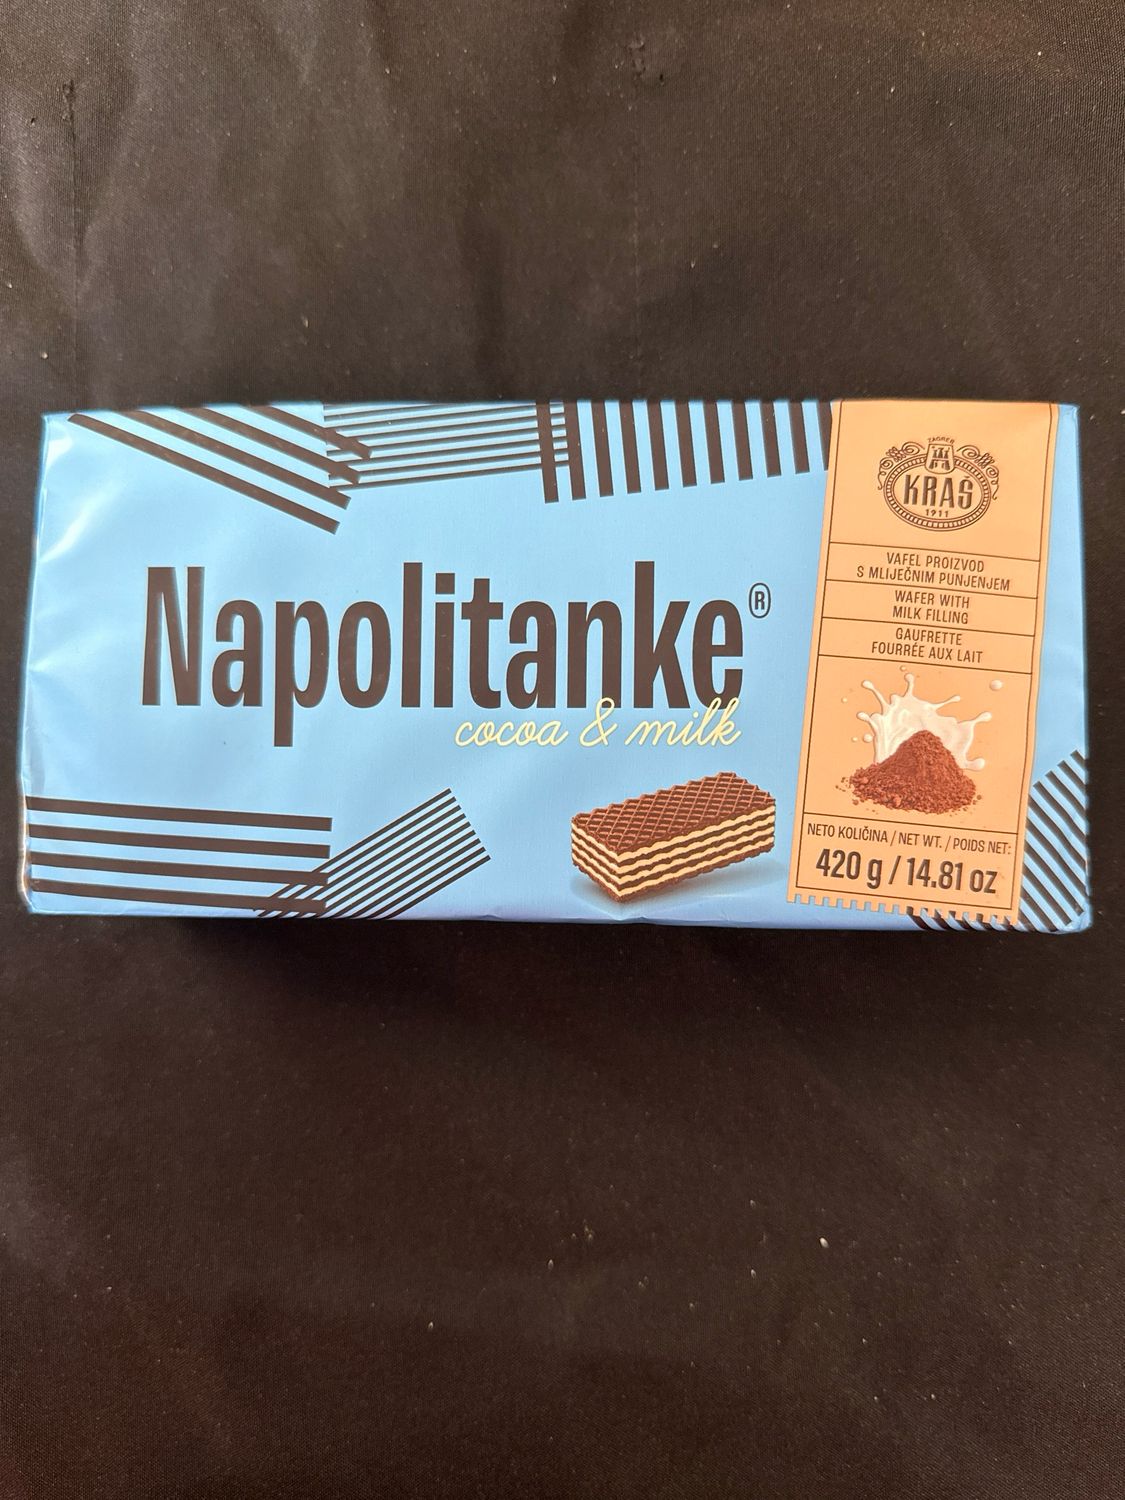 Napolitanke®
cocoa & milk
ZAGREB
KRAŠ
1911
VAFEL PROIZVOD
S MLIJEČNIM PUNJENJEM
WAFER WITH
MILK FILLING
GAUFRETTE
FOURRÉE AUX LAIT
NETO KOLIČINA / NET WT. / POIDS NET:
420 g / 14.81 oz